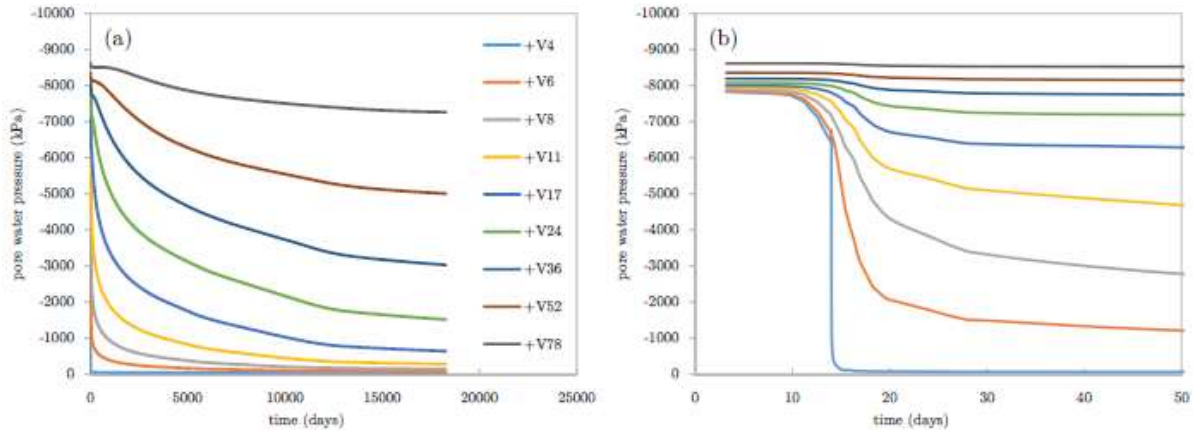 (a)
pore water pressure (kPa)
-10000
-9000
-8000
-7000
-6000
-5000
-4000
-3000
-2000
-1000
0
0 5000 10000 15000 20000 25000
time (days)
+V4
+V6
+V8
+V11
+V17
+V24
+V36
+V52
+V78
(b)
pore water pressure (kPa)
-10000
-9000
-8000
-7000
-6000
-5000
-4000
-3000
-2000
-1000
0
0 10 20 30 40 50
time (days)